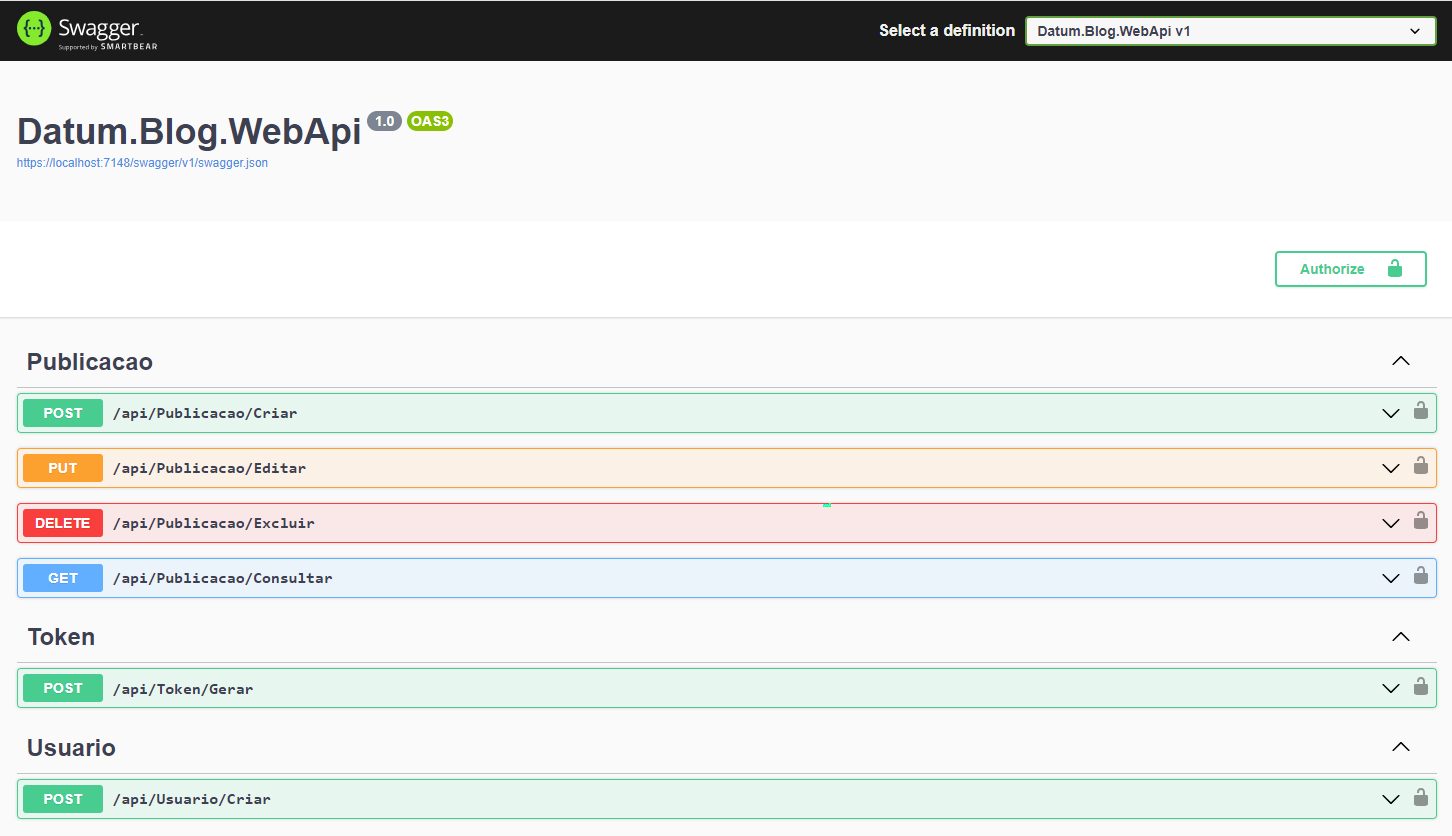 Swagger.
Supported by SMARTBEAR
Select a definition
Datum.Blog.WebApi v1
Datum.Blog.WebApi 1.0 OAS3
https://localhost:7148/swagger/v1/swagger.json
Authorize
Publicacao
POST /api/Publicacao/Criar
PUT /api/Publicacao/Editar
DELETE /api/Publicacao/Excluir
GET /api/Publicacao/Consultar
Token
POST /api/Token/Gerar
Usuario
POST /api/Usuario/Criar